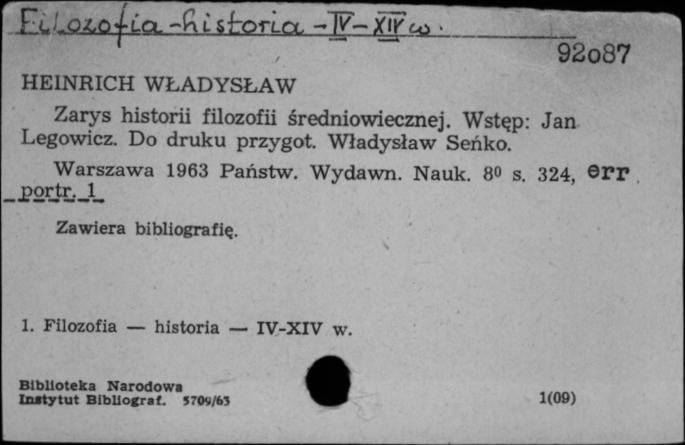 Filozofia-historia - IV-XIV w.
92o87
HEINRICH WŁADYSŁAW
Zarys historii filozofii średniowiecznej. Wstęp: Jan
Legowicz. Do druku przygot. Władysław Seńko.
Warszawa 1963 Państw. Wydawn. Nauk. 8⁰ s. 324, err
portr. 1
Zawiera bibliografię.
1. Filozofia — historia — IV-XIV w.
Biblioteka Narodowa
Instytut Bibliograf. 5709/63
1(09)